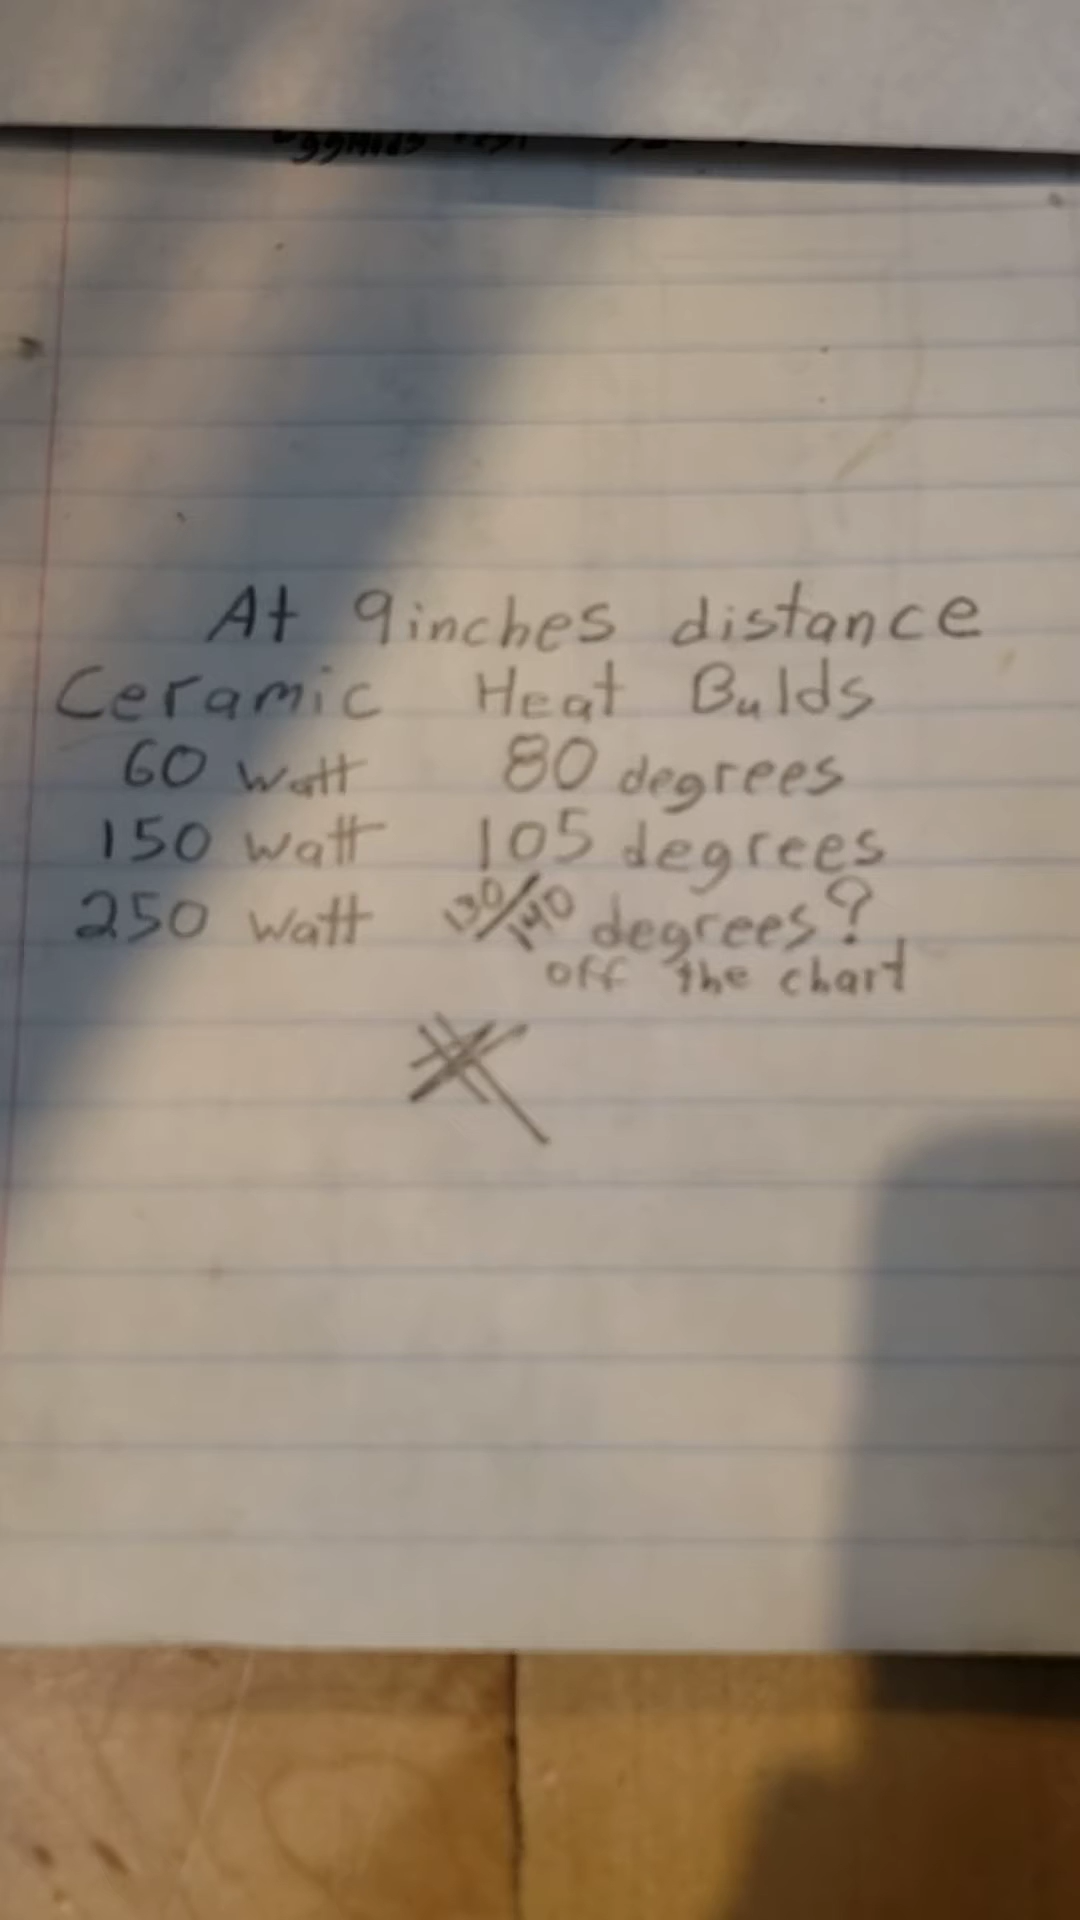 At 9inches distance
Ceramic Heat Bulds
60 watt 80 degrees
150 watt 105 degrees
250 watt 130/140 degrees?
off the chart